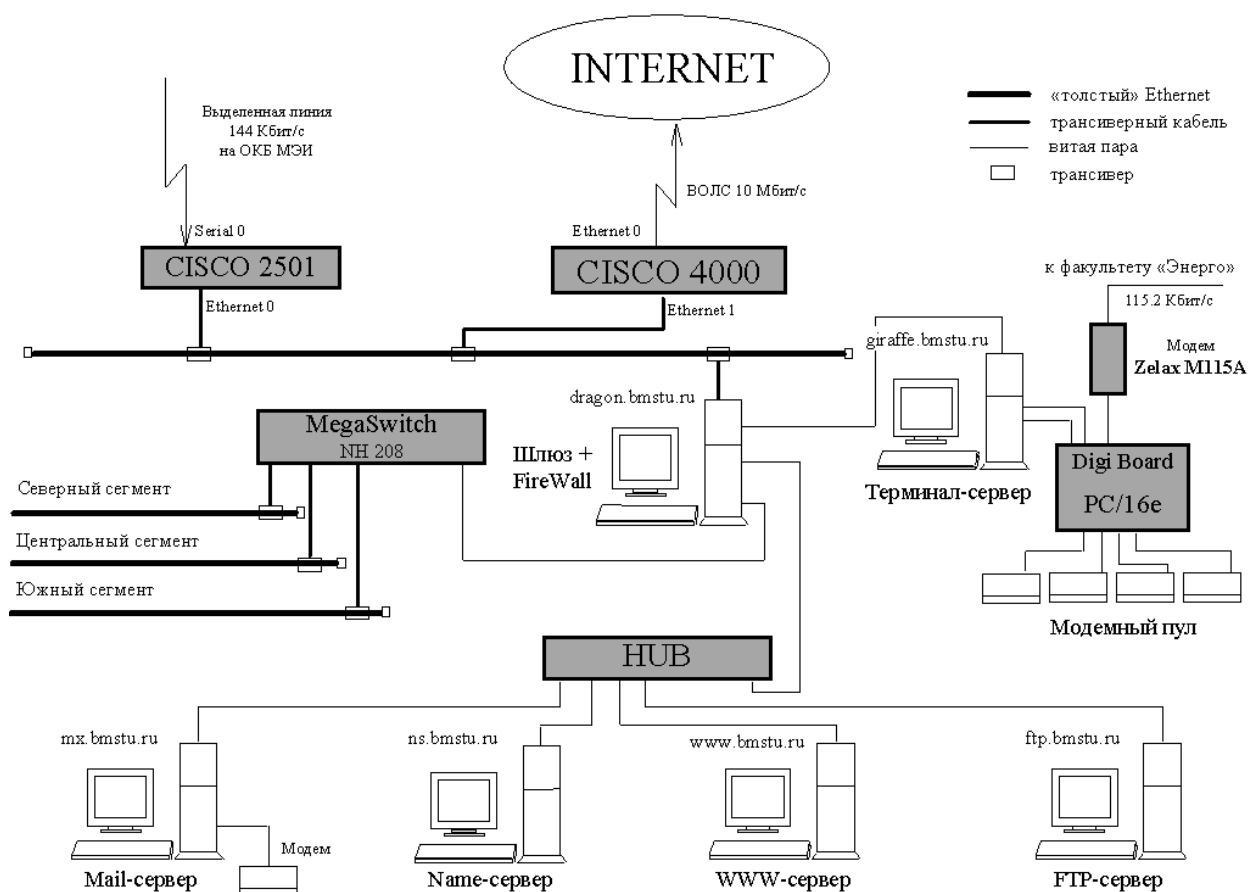 INTERNET
Выделенная линия
144 Кбит/с
на ОКБ МЭИ
«толстый» Ethernet
трансиверный кабель
витая пара
трансивер
ВОЛС 10 Мбит/с
Serial 0
Ethernet 0
CISCO 2501
CISCO 4000
к факультету «Энерго»
115.2 Кбит/с
Ethernet 0
Ethernet 1
giraffe.bmstu.ru
Модем
Zelax M115A
dragon.bmstu.ru
MegaSwitch
NH 208
Шлюз +
FireWall
Digi Board
PC/16e
Терминал-сервер
Северный сегмент
Центральный сегмент
Южный сегмент
Модемный пул
HUB
mx.bmstu.ru
ns.bmstu.ru
www.bmstu.ru
ftp.bmstu.ru
Модем
Mail-сервер
Name-сервер
WWW-сервер
FTP-сервер